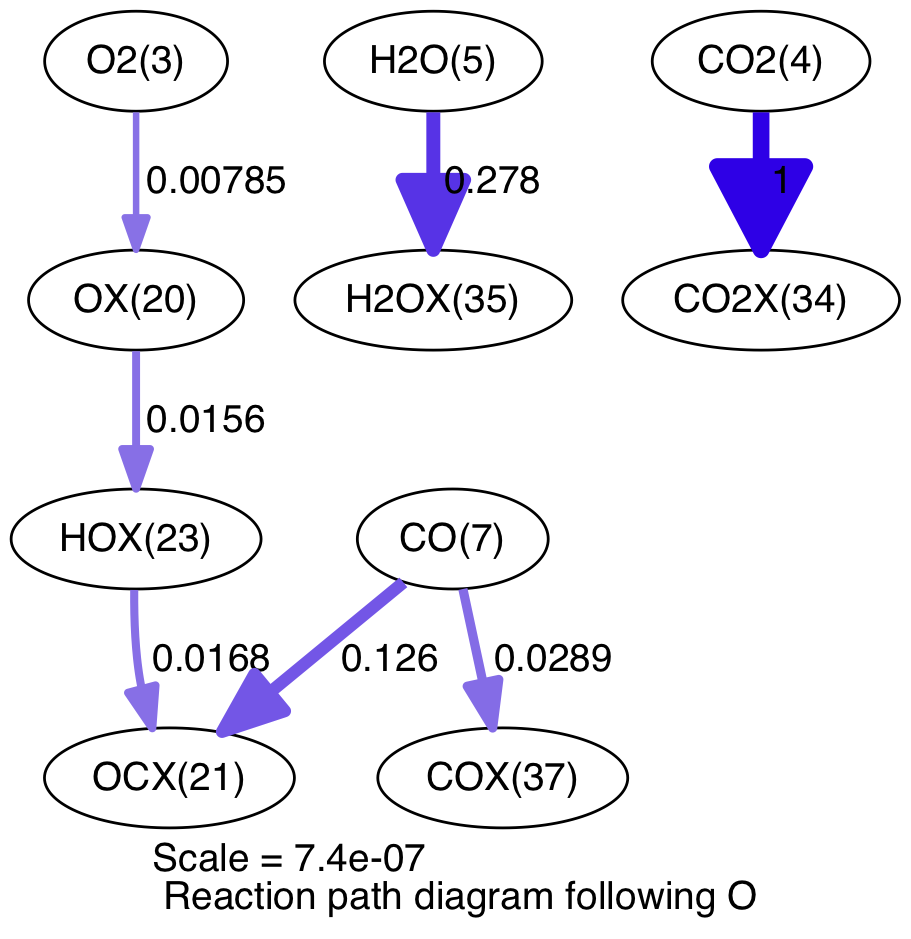 O2(3)
H2O(5)
CO2(4)
0.00785
0.278
1
OX(20)
H2OX(35)
CO2X(34)
0.0156
HOX(23)
CO(7)
0.0168
0.126
0.0289
OCX(21)
COX(37)
Scale = 7.4e-07
Reaction path diagram following O